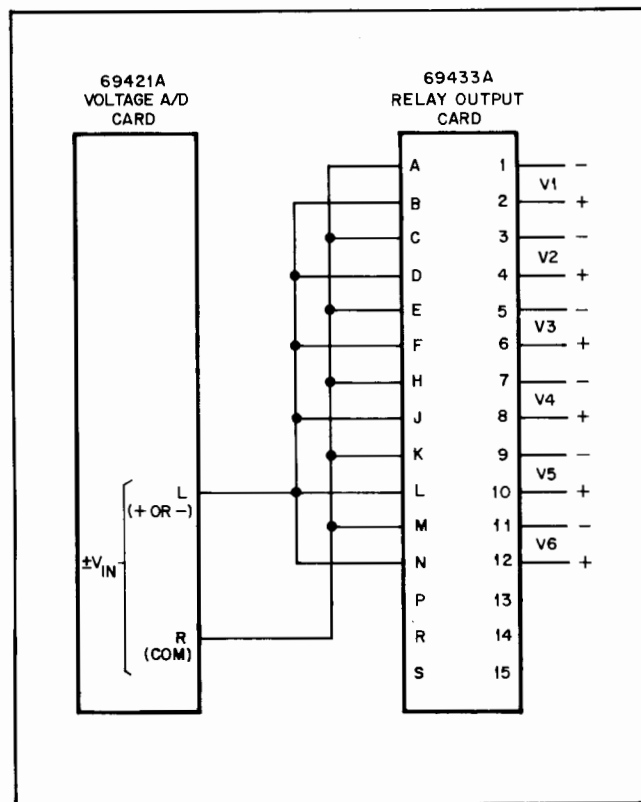 69421A
VOLTAGE A/D
CARD
69433A
RELAY OUTPUT
CARD
A 1 −
V1
B 2 +
C 3 −
V2
D 4 +
E 5 −
V3
F 6 +
H 7 −
V4
J 8 +
K 9 −
V5
L 10 +
M 11 −
V6
N 12 +
P 13
R 14
S 15
L
(+ OR −)
±VIN
R
(COM)